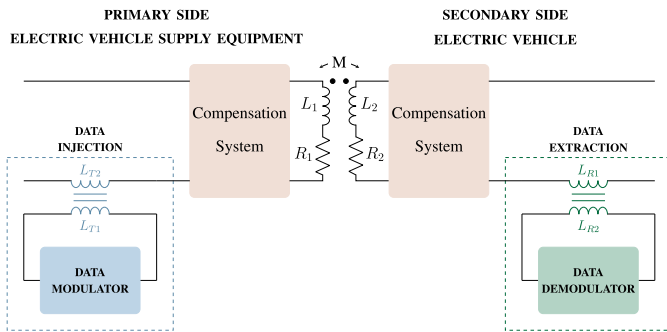 PRIMARY SIDE
ELECTRIC VEHICLE SUPPLY EQUIPMENT
SECONDARY SIDE
ELECTRIC VEHICLE
M
Compensation
System
L1
R1
L2
R2
Compensation
System
DATA
INJECTION
LT2
LT1
DATA
MODULATOR
DATA
EXTRACTION
LR1
LR2
DATA
DEMODULATOR